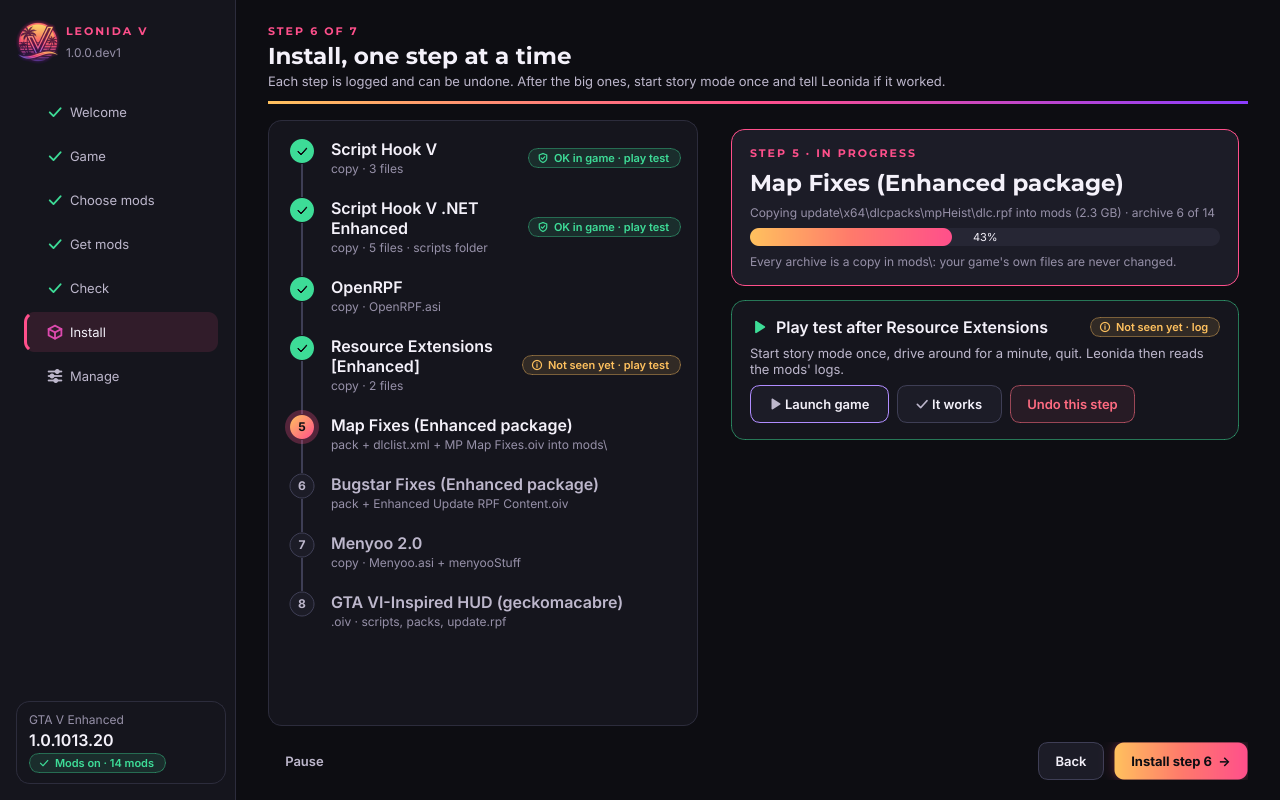 LEONIDA V
1.0.0.dev1
Welcome
Game
Choose mods
Get mods
Check
Install
Manage
GTA V Enhanced
1.0.1013.20
Mods on · 14 mods
STEP 6 OF 7
Install, one step at a time
Each step is logged and can be undone. After the big ones, start story mode once and tell Leonida if it worked.
Script Hook V
copy · 3 files
OK in game · play test
Script Hook V .NET
Enhanced
copy · 5 files · scripts folder
OK in game · play test
OpenRPF
copy · OpenRPF.asi
Resource Extensions
[Enhanced]
copy · 2 files
Not seen yet · play test
5
Map Fixes (Enhanced package)
pack + dlclist.xml + MP Map Fixes.oiv into mods\
6
Bugstar Fixes (Enhanced package)
pack + Enhanced Update RPF Content.oiv
7
Menyoo 2.0
copy · Menyoo.asi + menyooStuff
8
GTA VI-Inspired HUD (geckomacabre)
.oiv · scripts, packs, update.rpf
STEP 5 · IN PROGRESS
Map Fixes (Enhanced package)
Copying update\x64\dlcpacks\mpHeist\dlc.rpf into mods (2.3 GB) · archive 6 of 14
43%
Every archive is a copy in mods\: your game's own files are never changed.
Play test after Resource Extensions
Not seen yet · log
Start story mode once, drive around for a minute, quit. Leonida then reads
the mods' logs.
Launch game
It works
Undo this step
Pause
Back
Install step 6 →